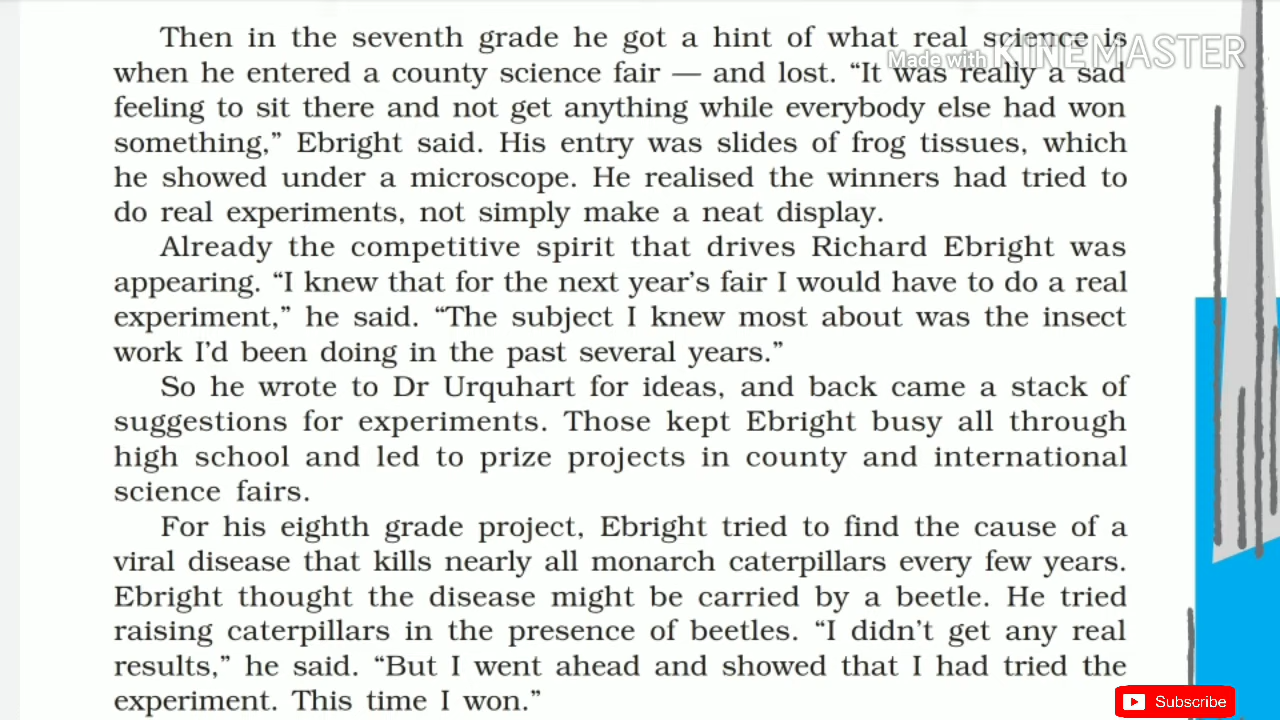 Then in the seventh grade he got a hint of what real science is
Made with KINEMASTER
when he entered a county science fair — and lost. “It was really a sad
feeling to sit there and not get anything while everybody else had won
something,” Ebright said. His entry was slides of frog tissues, which
he showed under a microscope. He realised the winners had tried to
do real experiments, not simply make a neat display.
Already the competitive spirit that drives Richard Ebright was
appearing. “I knew that for the next year’s fair I would have to do a real
experiment,” he said. “The subject I knew most about was the insect
work I’d been doing in the past several years.”
So he wrote to Dr Urquhart for ideas, and back came a stack of
suggestions for experiments. Those kept Ebright busy all through
high school and led to prize projects in county and international
science fairs.
For his eighth grade project, Ebright tried to find the cause of a
viral disease that kills nearly all monarch caterpillars every few years.
Ebright thought the disease might be carried by a beetle. He tried
raising caterpillars in the presence of beetles. “I didn’t get any real
results,” he said. “But I went ahead and showed that I had tried the
experiment. This time I won.”
Subscribe